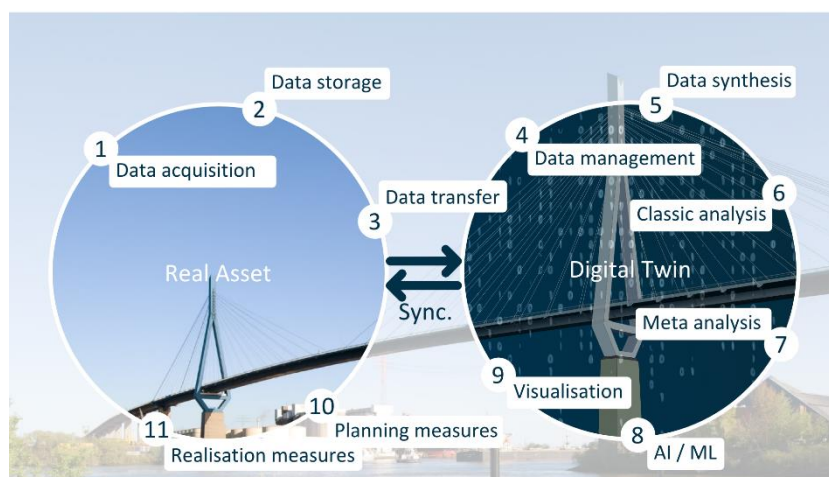 1
Data acquisition
2
Data storage
3
Data transfer
Real Asset
Sync.
4
Data management
5
Data synthesis
6
Classic analysis
Digital Twin
Meta analysis
7
8
AI / ML
9
Visualisation
10
Planning measures
11
Realisation measures